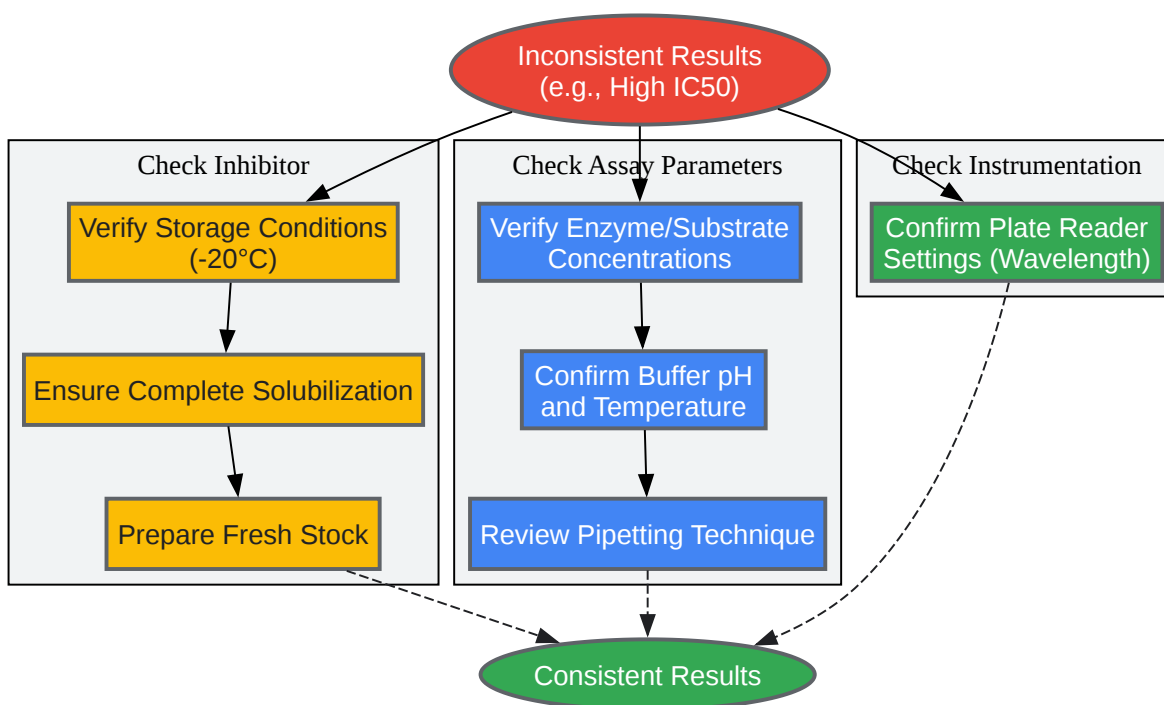 Inconsistent Results
(e.g., High IC50)
Check Inhibitor
Verify Storage Conditions
(-20°C)
Ensure Complete Solubilization
Prepare Fresh Stock
Check Assay Parameters
Verify Enzyme/Substrate
Concentrations
Confirm Buffer pH
and Temperature
Review Pipetting Technique
Check Instrumentation
Confirm Plate Reader
Settings (Wavelength)
Consistent Results